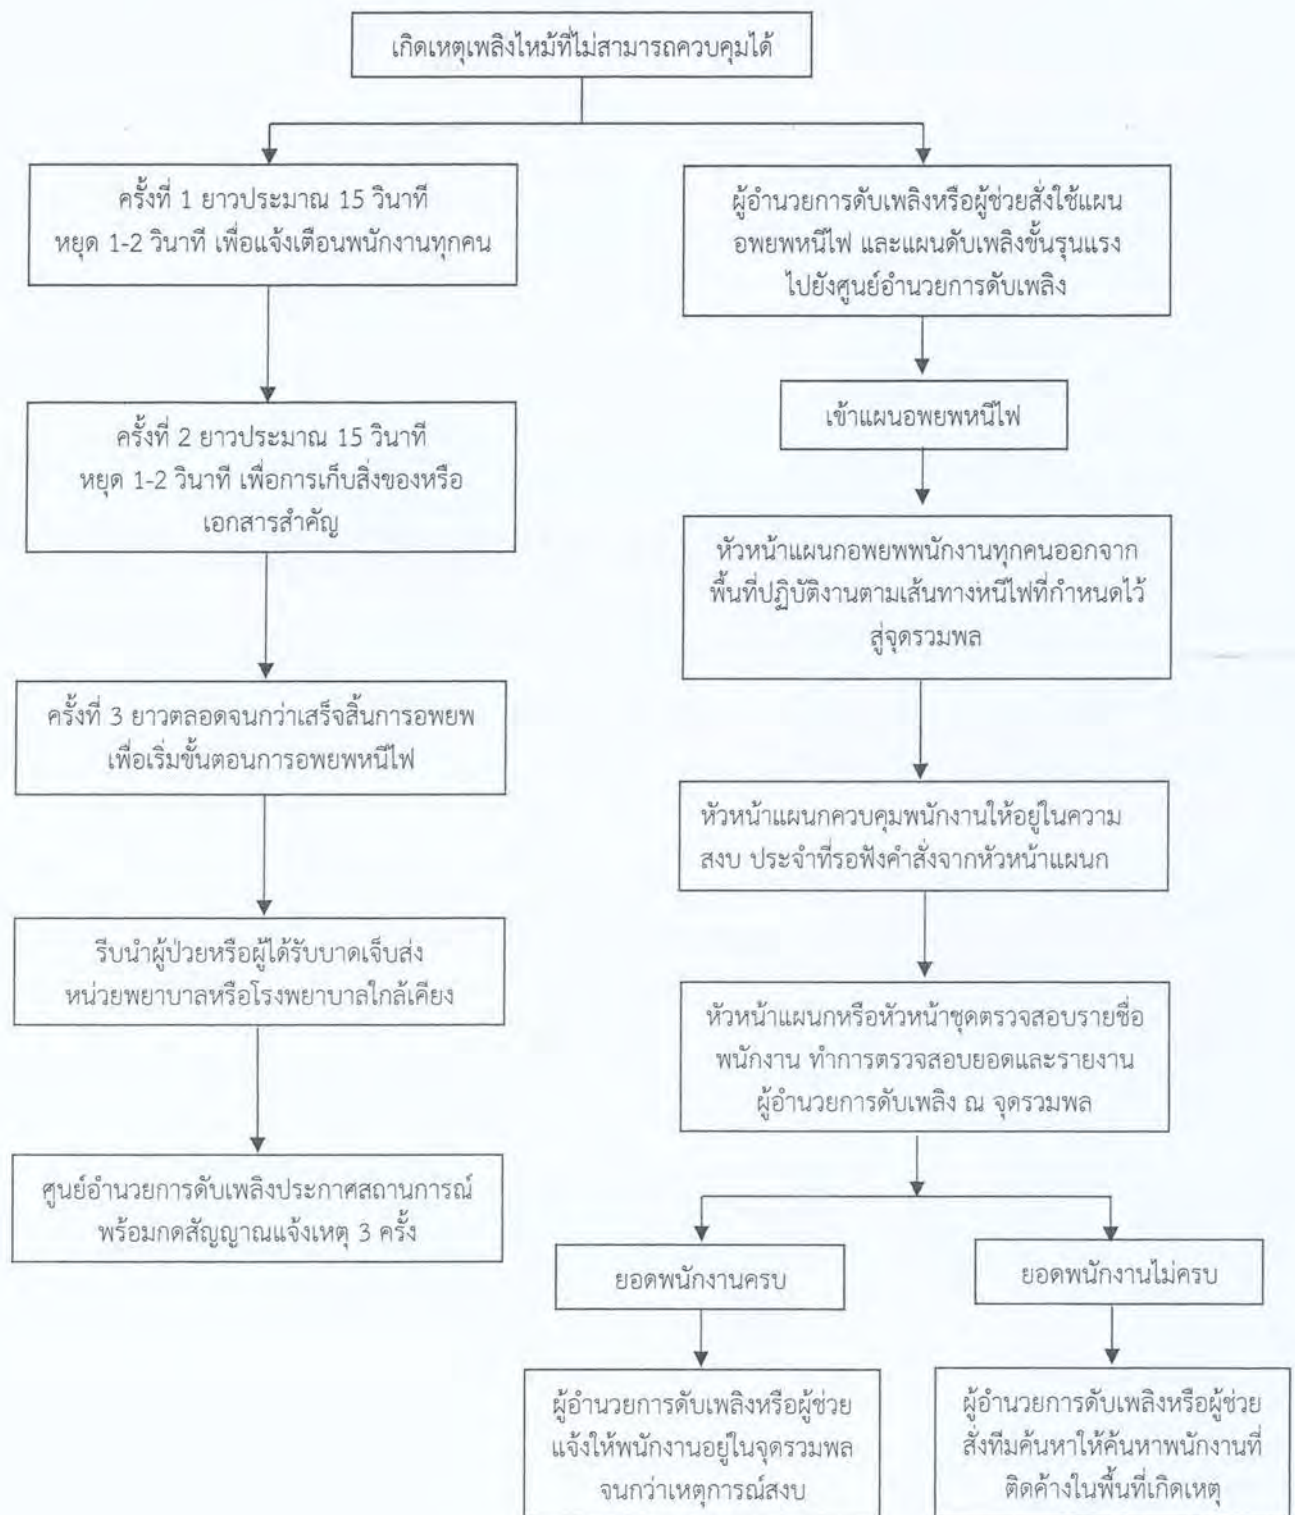 เกิดเหตุเพลิงไหม้ที่ไม่สามารถควบคุมได้
ครั้งที่ 1 ยาวประมาณ 15 วินาที
หยุด 1-2 วินาที เพื่อแจ้งเตือนพนักงานทุกคน
ครั้งที่ 2 ยาวประมาณ 15 วินาที
หยุด 1-2 วินาที เพื่อการเก็บสิ่งของหรือ
เอกสารสำคัญ
ครั้งที่ 3 ยาวตลอดจนกว่าเสร็จสิ้นการอพยพ
เพื่อเริ่มขั้นตอนการอพยพหนีไฟ
รีบนำผู้ป่วยหรือผู้ได้รับบาดเจ็บส่ง
หน่วยพยาบาลหรือโรงพยาบาลใกล้เคียง
ศูนย์อำนวยการดับเพลิงประกาศสถานการณ์
พร้อมกดสัญญาณแจ้งเหตุ 3 ครั้ง
ผู้อำนวยการดับเพลิงหรือผู้ช่วยสั่งใช้แผน
อพยพหนีไฟ และแผนดับเพลิงขั้นรุนแรง
ไปยังศูนย์อำนวยการดับเพลิง
เข้าแผนอพยพหนีไฟ
หัวหน้าแผนกอพยพพนักงานทุกคนออกจาก
พื้นที่ปฏิบัติงานตามเส้นทางหนีไฟที่กำหนดไว้
สู่จุดรวมพล
หัวหน้าแผนกควบคุมพนักงานให้อยู่ในความ
สงบ ประจำที่รอฟังคำสั่งจากหัวหน้าแผนก
หัวหน้าแผนกหรือหัวหน้าชุดตรวจสอบรายชื่อ
พนักงาน ทำการตรวจสอบยอดและรายงาน
ผู้อำนวยการดับเพลิง ณ จุดรวมพล
ยอดพนักงานครบ
ผู้อำนวยการดับเพลิงหรือผู้ช่วย
แจ้งให้พนักงานอยู่ในจุดรวมพล
จนกว่าเหตุการณ์สงบ
ยอดพนักงานไม่ครบ
ผู้อำนวยการดับเพลิงหรือผู้ช่วย
สั่งทีมค้นหาให้ค้นหาพนักงานที่
ติดค้างในพื้นที่เกิดเหตุ